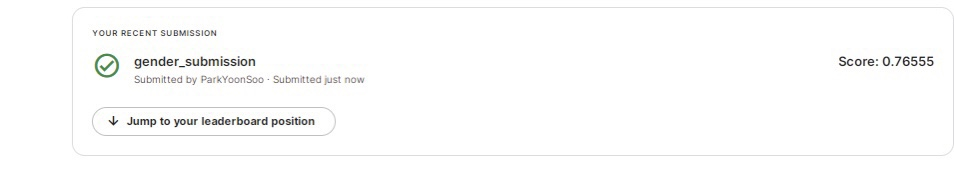 YOUR RECENT SUBMISSION
gender_submission
Score: 0.76555
Submitted by ParkYoonSoo · Submitted just now
Jump to your leaderboard position